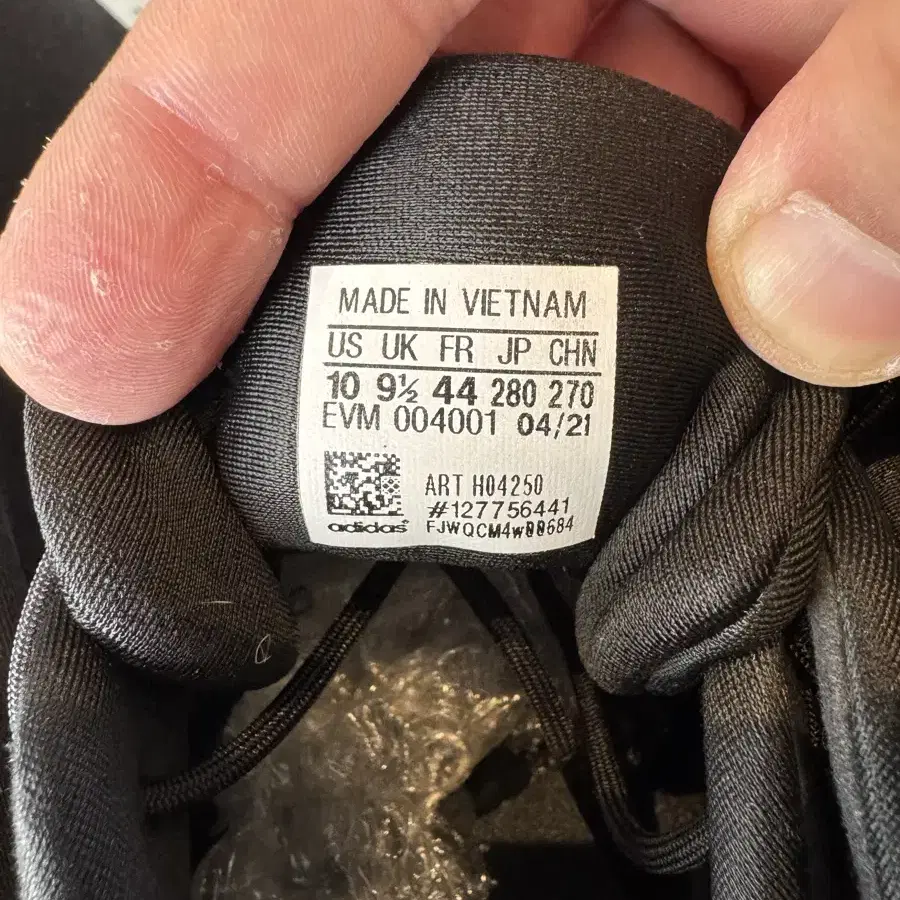 MADE IN VIETNAM
US UK FR JP CHN
10 9½ 44 280 270
EVM 004001 04/21
ART H04250
#127756441
adidas